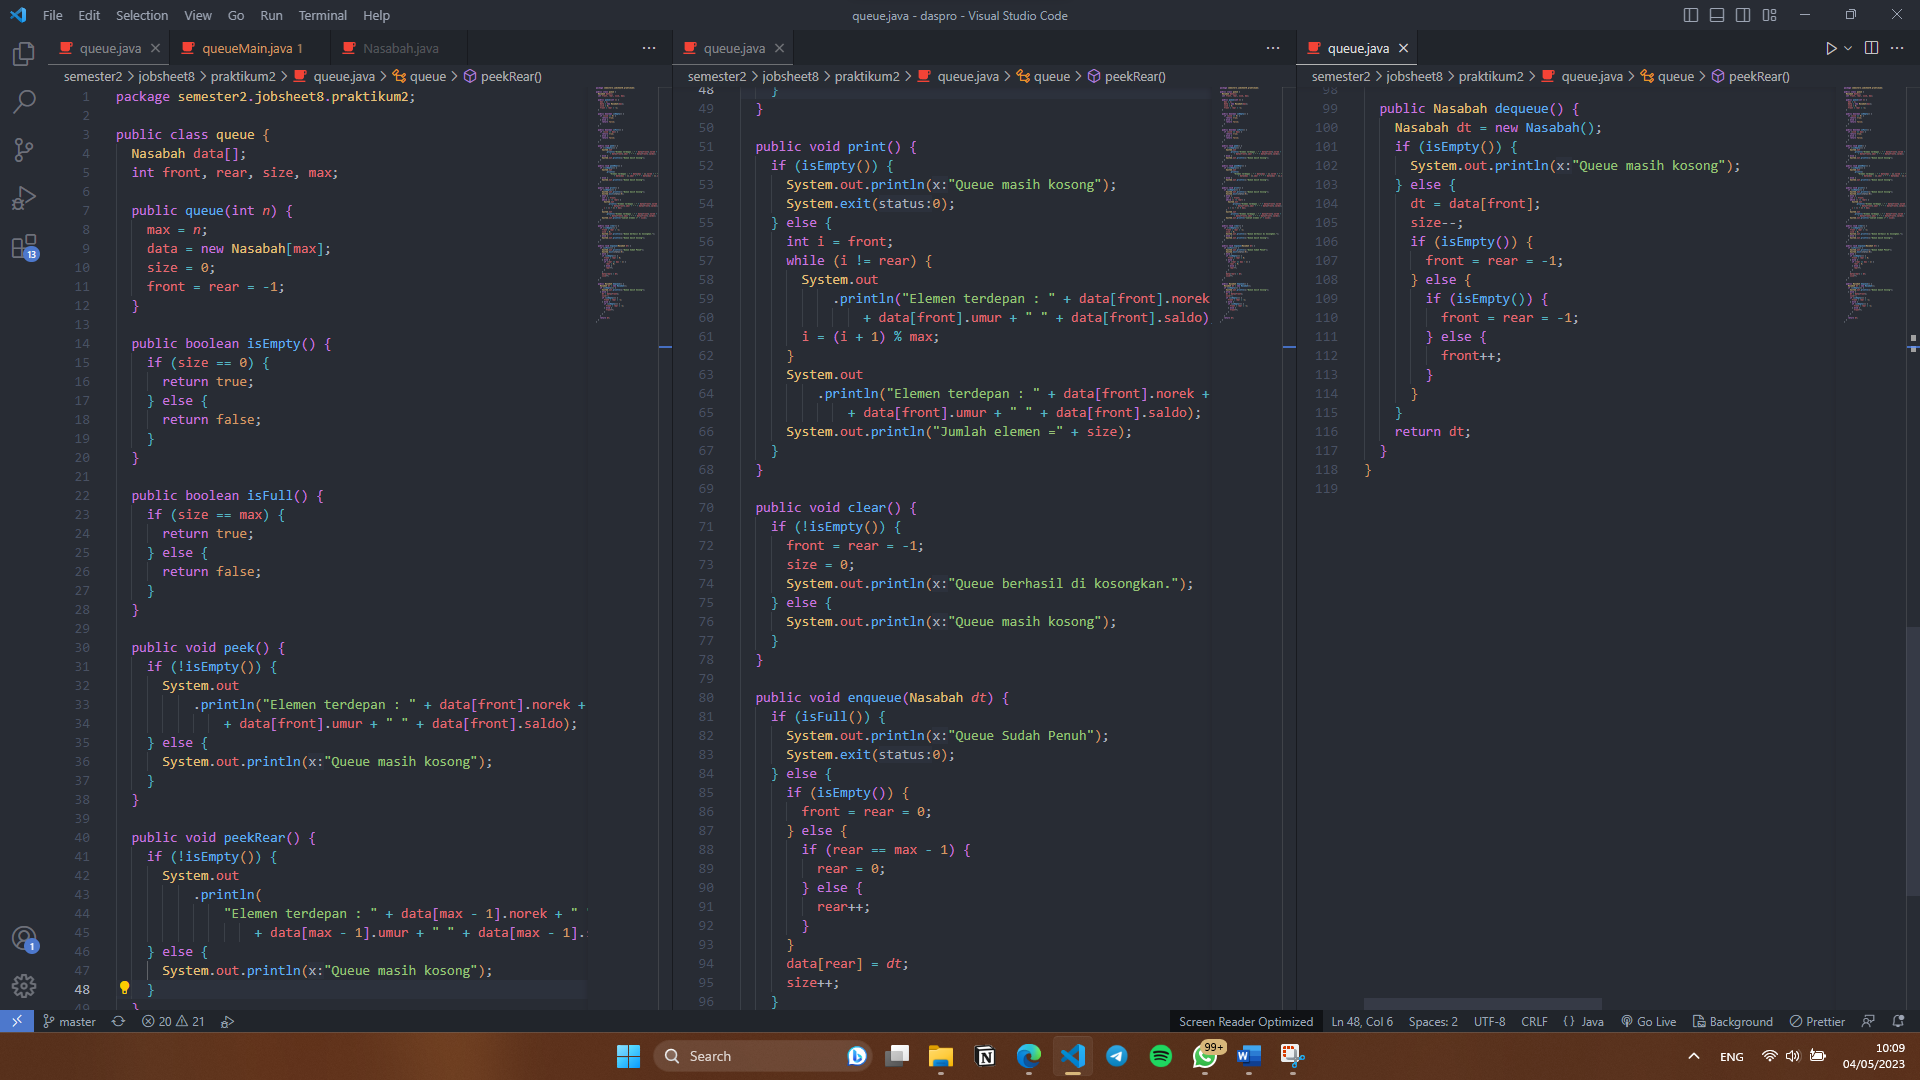 File Edit Selection View Go Run Terminal Help
queue.java - daspro - Visual Studio Code
queue.java
queueMain.java 1
Nasabah.java
semester2 > jobsheet8 > praktikum2 > queue.java > queue > peekRear()
1 package semester2.jobsheet8.praktikum2;
2
3 public class queue {
4 Nasabah data[];
5 int front, rear, size, max;
6
7 public queue(int n) {
8 max = n;
9 data = new Nasabah[max];
10 size = 0;
11 front = rear = -1;
12 }
13
14 public boolean isEmpty() {
15 if (size == 0) {
16 return true;
17 } else {
18 return false;
19 }
20 }
21
22 public boolean isFull() {
23 if (size == max) {
24 return true;
25 } else {
26 return false;
27 }
28 }
29
30 public void peek() {
31 if (!isEmpty()) {
32 System.out
33 .println("Elemen terdepan : " + data[front].norek +
34 + data[front].umur + " " + data[front].saldo);
35 } else {
36 System.out.println(x:"Queue masih kosong");
37 }
38 }
39
40 public void peekRear() {
41 if (!isEmpty()) {
42 System.out
43 .println(
44 "Elemen terdepan : " + data[max - 1].norek + "
45 + data[max - 1].umur + " " + data[max - 1].
46 } else {
47 System.out.println(x:"Queue masih kosong");
48 }
49 }
queue.java
semester2 > jobsheet8 > praktikum2 > queue.java > queue > peekRear()
48 }
49 }
50
51 public void print() {
52 if (isEmpty()) {
53 System.out.println(x:"Queue masih kosong");
54 System.exit(status:0);
55 } else {
56 int i = front;
57 while (i != rear) {
58 System.out
59 .println("Elemen terdepan : " + data[front].norek
60 + data[front].umur + " " + data[front].saldo)
61 i = (i + 1) % max;
62 }
63 System.out
64 .println("Elemen terdepan : " + data[front].norek +
65 + data[front].umur + " " + data[front].saldo);
66 System.out.println("Jumlah elemen =" + size);
67 }
68 }
69
70 public void clear() {
71 if (!isEmpty()) {
72 front = rear = -1;
73 size = 0;
74 System.out.println(x:"Queue berhasil di kosongkan.");
75 } else {
76 System.out.println(x:"Queue masih kosong");
77 }
78 }
79
80 public void enqueue(Nasabah dt) {
81 if (isFull()) {
82 System.out.println(x:"Queue Sudah Penuh");
83 System.exit(status:0);
84 } else {
85 if (isEmpty()) {
86 front = rear = 0;
87 } else {
88 if (rear == max - 1) {
89 rear = 0;
90 } else {
91 rear++;
92 }
93 }
94 data[rear] = dt;
95 size++;
96 }
queue.java
semester2 > jobsheet8 > praktikum2 > queue.java > queue > peekRear()
98
99 public Nasabah dequeue() {
100 Nasabah dt = new Nasabah();
101 if (isEmpty()) {
102 System.out.println(x:"Queue masih kosong");
103 } else {
104 dt = data[front];
105 size--;
106 if (isEmpty()) {
107 front = rear = -1;
108 } else {
109 if (isEmpty()) {
110 front = rear = -1;
111 } else {
112 front++;
113 }
114 }
115 }
116 return dt;
117 }
118 }
119
13
1
master 20 21
Screen Reader Optimized Ln 48, Col 6 Spaces: 2 UTF-8 CRLF {} Java Go Live Background Prettier
Search
99+
ENG
10:09
04/05/2023